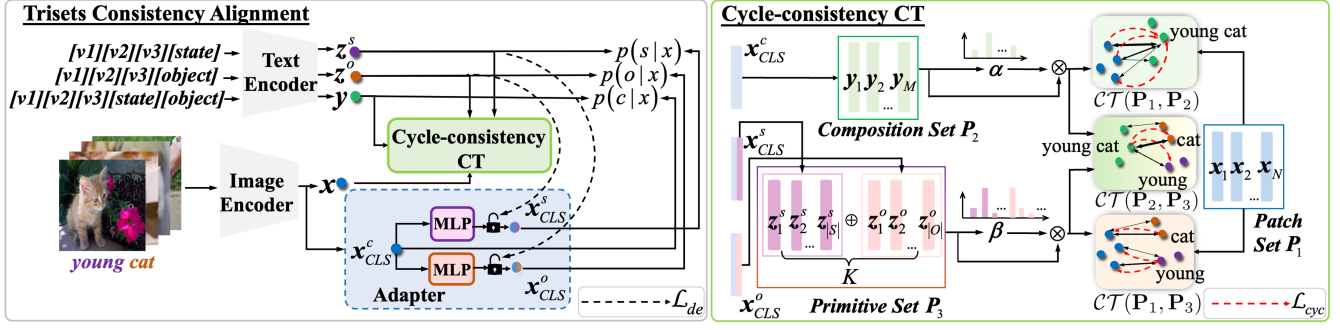 Trisets Consistency Alignment
[v1][v2][v3][state]
[v1][v2][v3][object]
[v1][v2][v3][state][object]
Text
Encoder
z^s
z^o
y
p(s|x)
p(o|x)
p(c|x)
Cycle-consistency
CT
Image
Encoder
x
young cat
x^c_CLS
MLP
x^s_CLS
MLP
x^o_CLS
Adapter
L_de
Cycle-consistency CT
x^c_CLS
y_1 y_2 y_M
...
Composition Set P_2
...
α
young cat
CT(P_1, P_2)
x^s_CLS
z^s_1 z^s_2 z^s_|S| ⊕ z^o_1 z^o_2 z^o_|O|
... ...
K
Primitive Set P_3
x^o_CLS
... ...
β
cat
young cat
young
CT(P_2, P_3)
cat
young
CT(P_1, P_3)
x_1 x_2 x_N
...
Patch
Set P_1
L_cyc